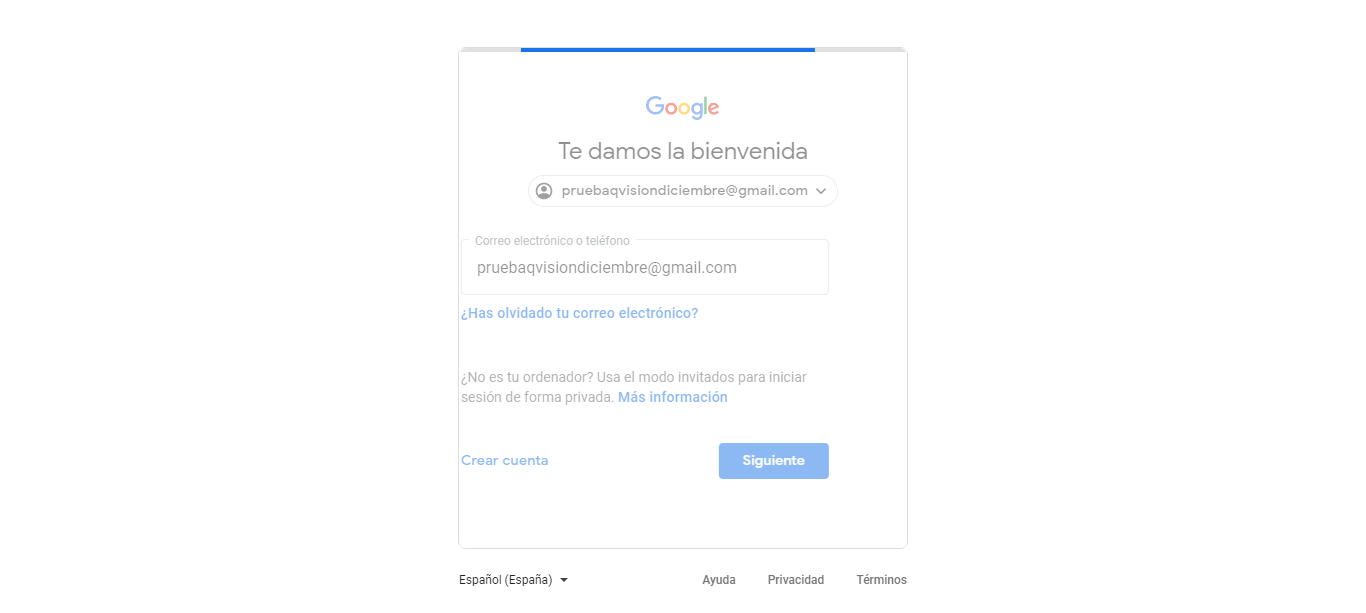 Google
Te damos la bienvenida
pruebaqvisiondiciembre@gmail.com
Correo electrónico o teléfono
pruebaqvisiondiciembre@gmail.com
¿Has olvidado tu correo electrónico?
¿No es tu ordenador? Usa el modo invitados para iniciar
sesión de forma privada. Más información
Crear cuenta Siguiente
Español (España) Ayuda Privacidad Términos